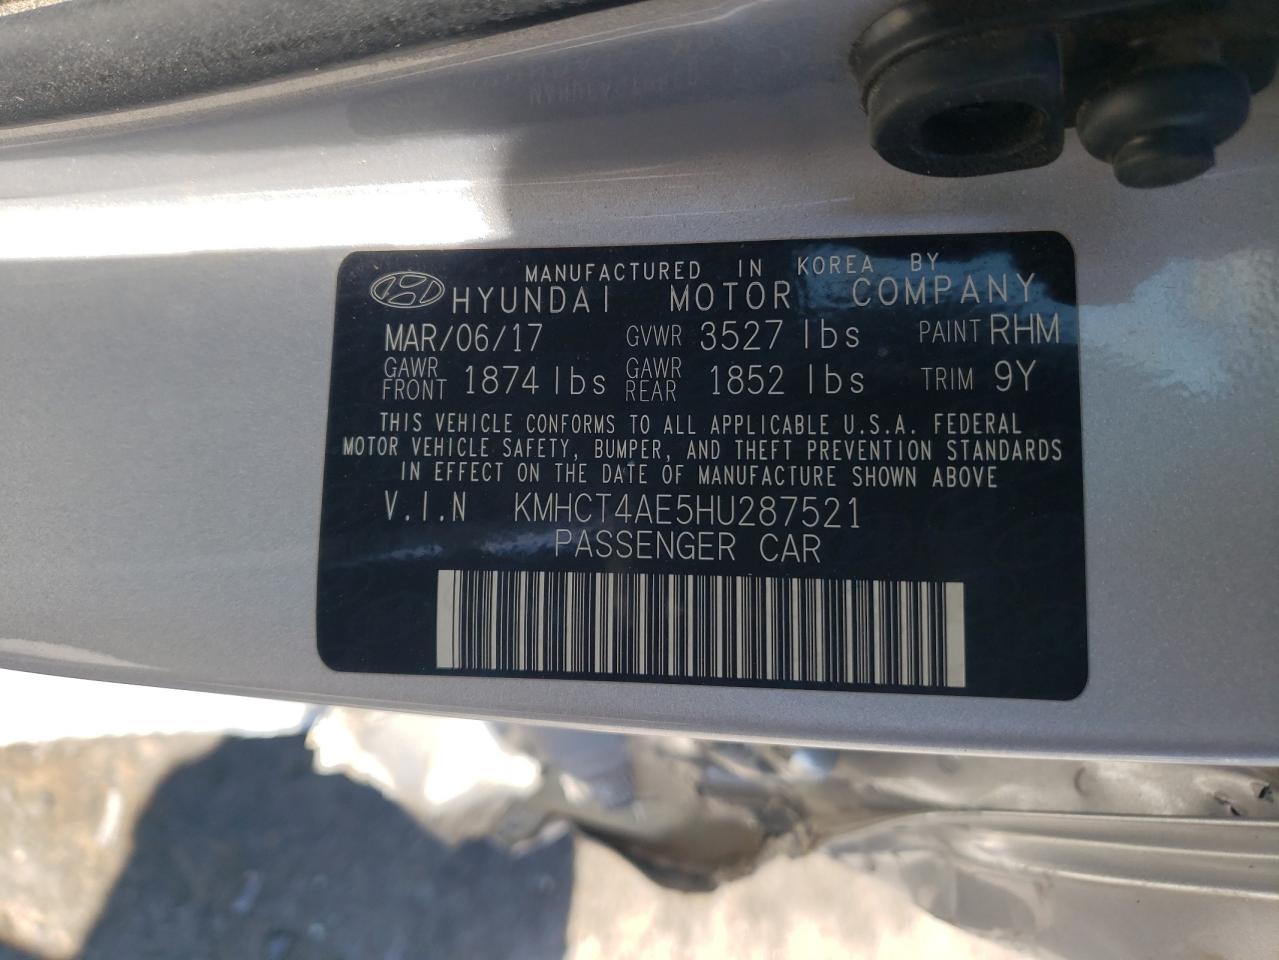 MANUFACTURED IN KOREA BY
HYUNDAI MOTOR COMPANY
MAR/06/17 GVWR 3527 lbs PAINT RHM
GAWR FRONT 1874 lbs GAWR REAR 1852 lbs TRIM 9Y
THIS VEHICLE CONFORMS TO ALL APPLICABLE U.S.A. FEDERAL
MOTOR VEHICLE SAFETY, BUMPER, AND THEFT PREVENTION STANDARDS
IN EFFECT ON THE DATE OF MANUFACTURE SHOWN ABOVE
V.I.N KMHCT4AE5HU287521
PASSENGER CAR